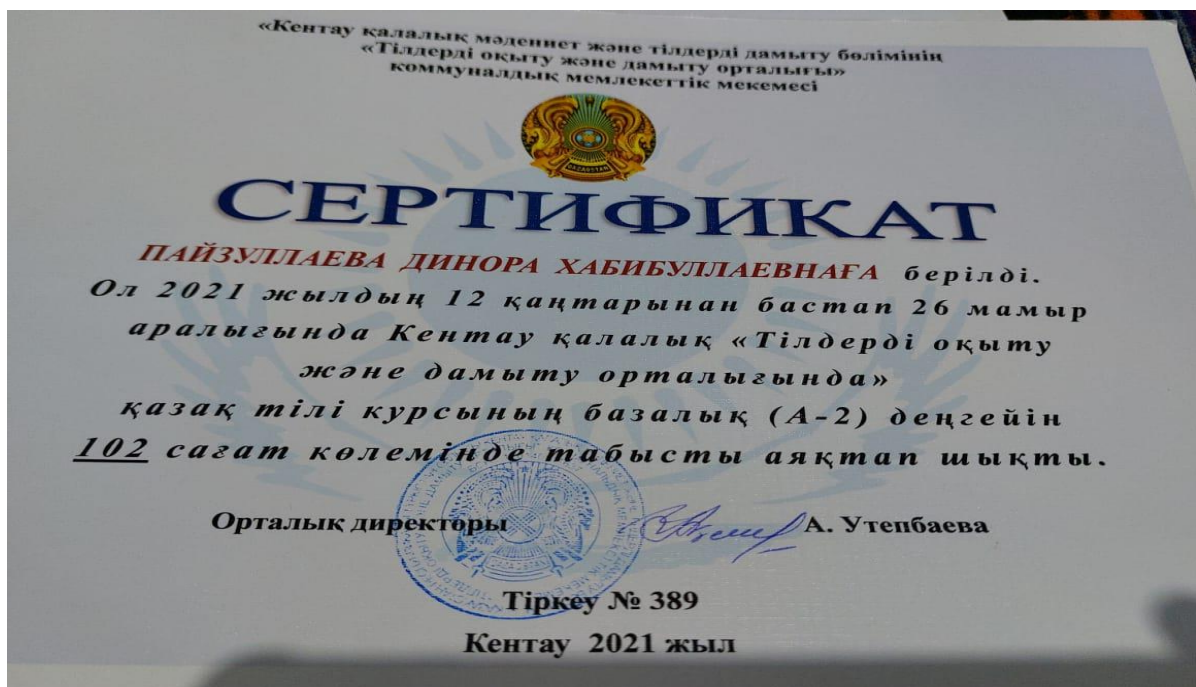 «Кентау қалалық мәдениет және тілдерді дамыту бөлімінің
«Тілдерді оқыту және дамыту орталығы»
коммуналдық мемлекеттік мекемесі
СЕРТИФИКАТ
ПАЙЗУЛЛАЕВА ДИНОРА ХАБИБУЛЛАЕВНАҒА берілді.
Ол 2021 жылдың 12 қаңтарынан бастап 26 мамыр
аралығында Кентау қалалық «Тілдерді оқыту
және дамыту орталығында»
қазақ тілі курсының базалық (А-2) деңгейін
102 сағат көлемінде табысты аяқтап шықты.
Орталық директоры А. Утепбаева
Тіркеу № 389
Кентау 2021 жыл